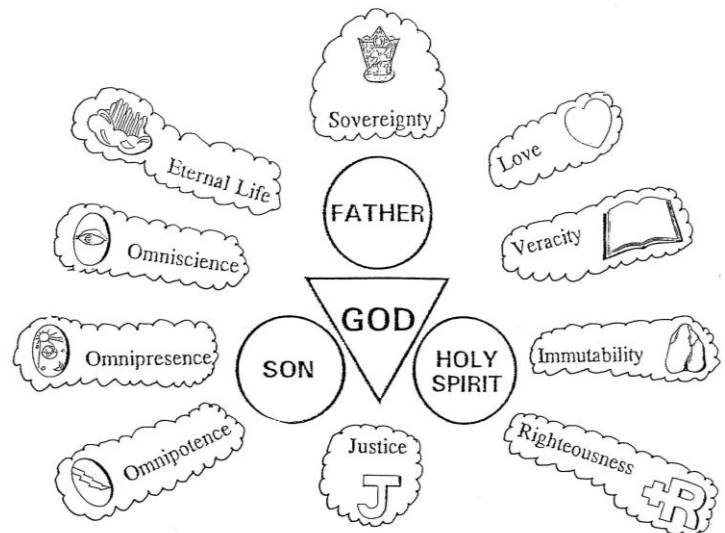 Sovereignty
Eternal Life
Love
FATHER
Omniscience
Veracity
GOD
Omnipresence
SON
HOLY
SPIRIT
Immutability
Omnipotence
Justice
J
Righteousness
+R